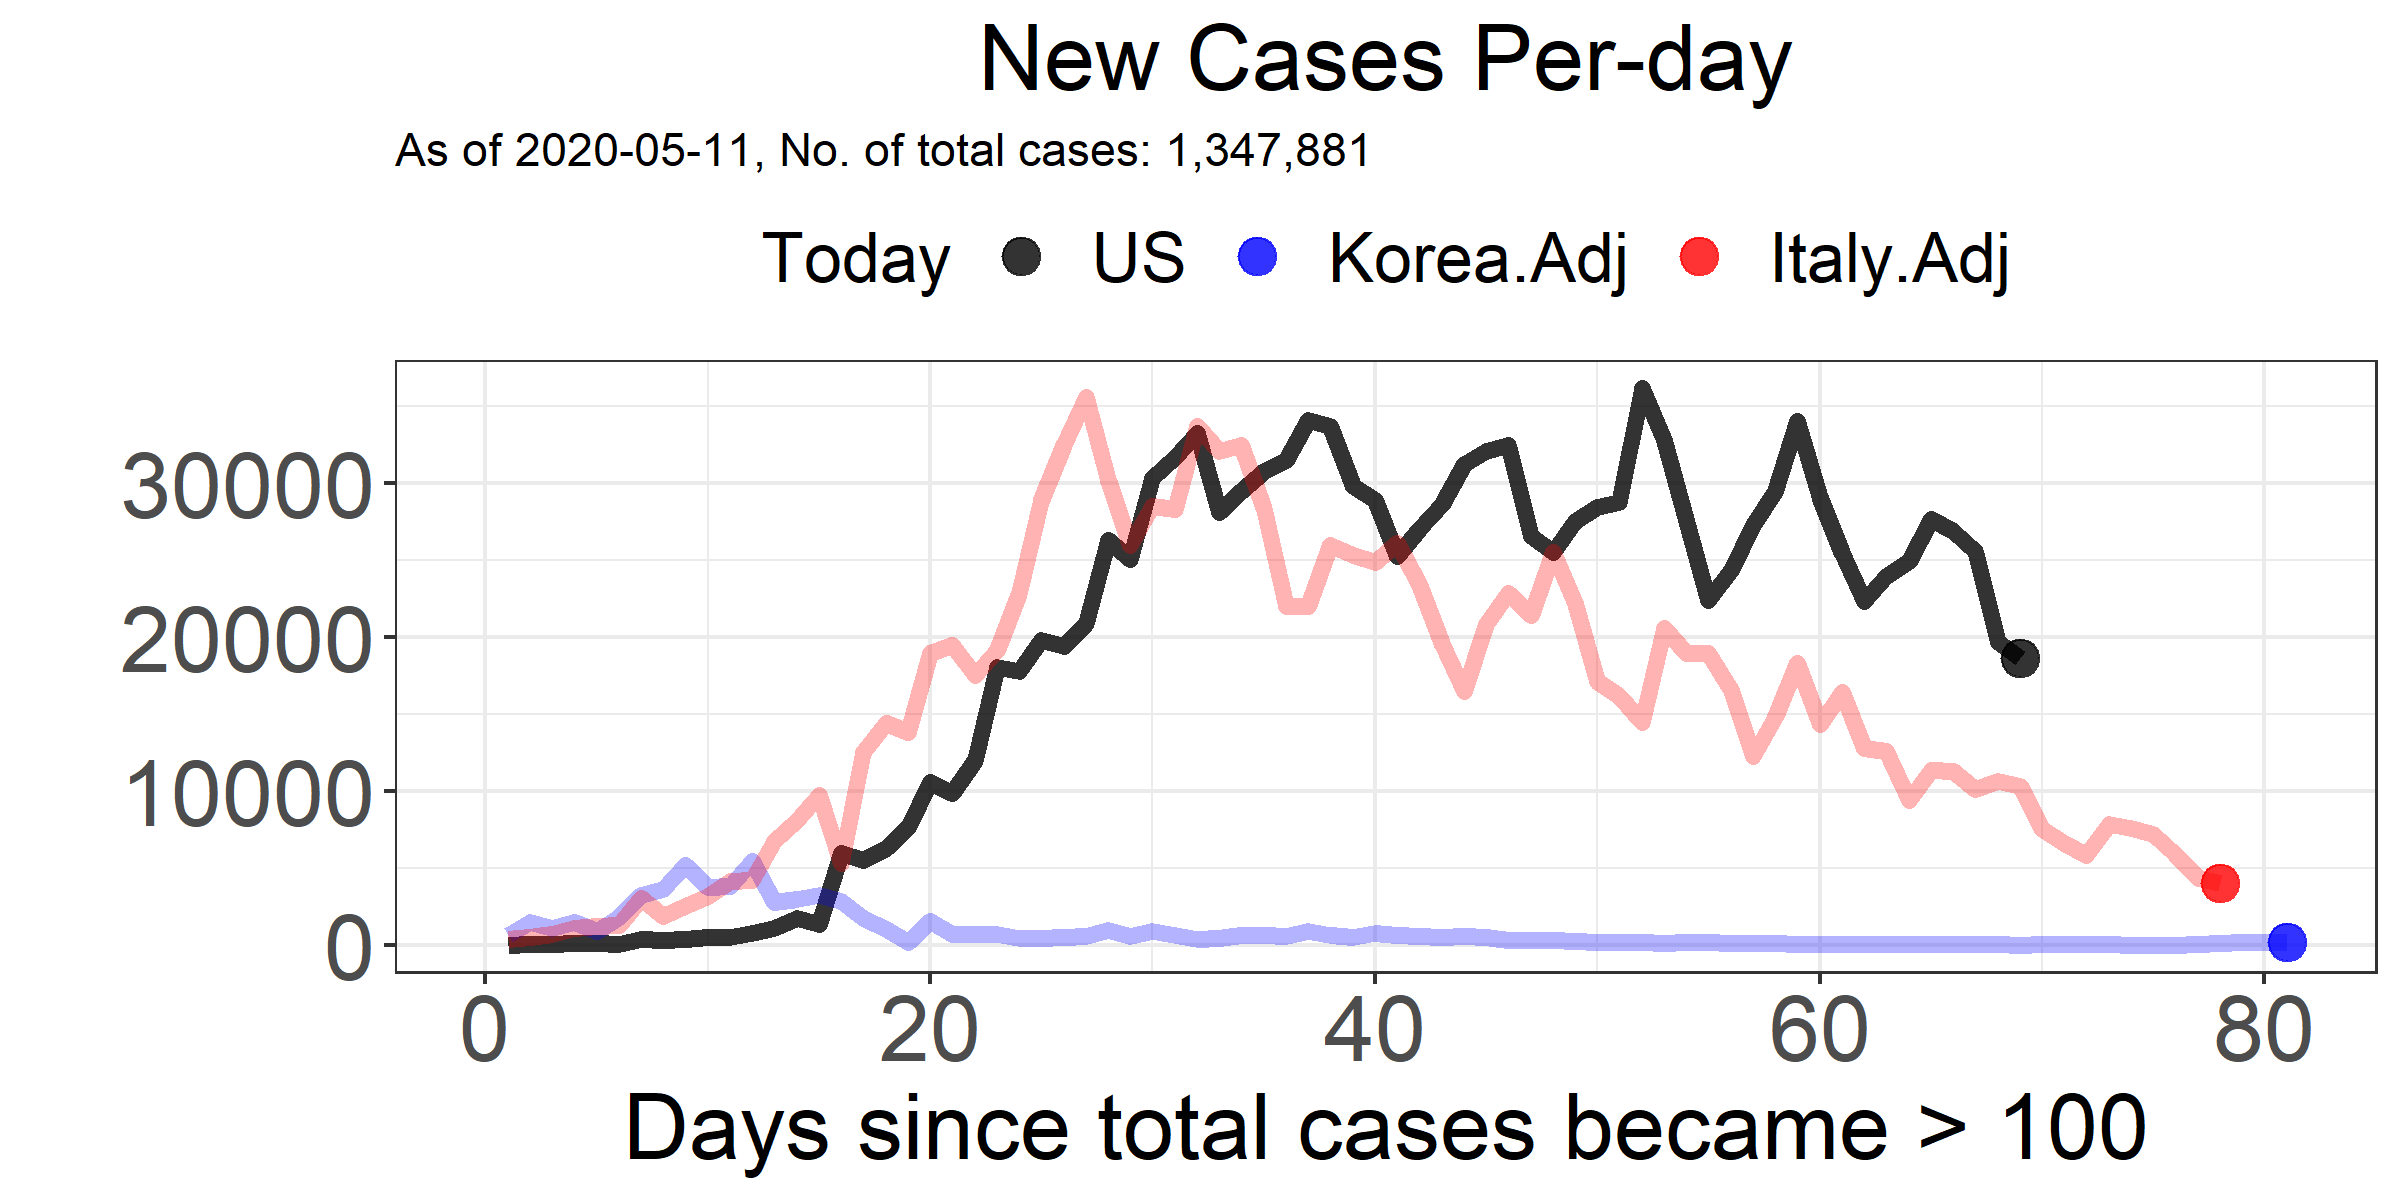 New Cases Per-day
As of 2020-05-11, No. of total cases: 1,347,881
Today US Korea.Adj Italy.Adj
30000
20000
10000
0
0 20 40 60 80
Days since total cases became > 100